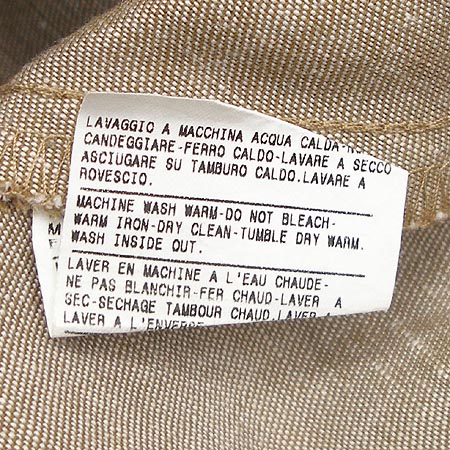 LAVAGGIO A MACCHINA ACQUA CALDA-
CANDEGGIARE-FERRO CALDO-LAVARE A SECCO
ASCIUGARE SU TAMBURO CALDO.LAVARE A
ROVESCIO.
MACHINE WASH WARM-DO NOT BLEACH-
WARM IRON-DRY CLEAN-TUMBLE DRY WARM.
WASH INSIDE OUT.
LAVER EN MACHINE A L'EAU CHAUDE-
NE PAS BLANCHIR-FER CHAUD-LAVER A
SEC-SECHAGE TAMBOUR CHAUD.LAVER A
LAVER A L'ENVERSE